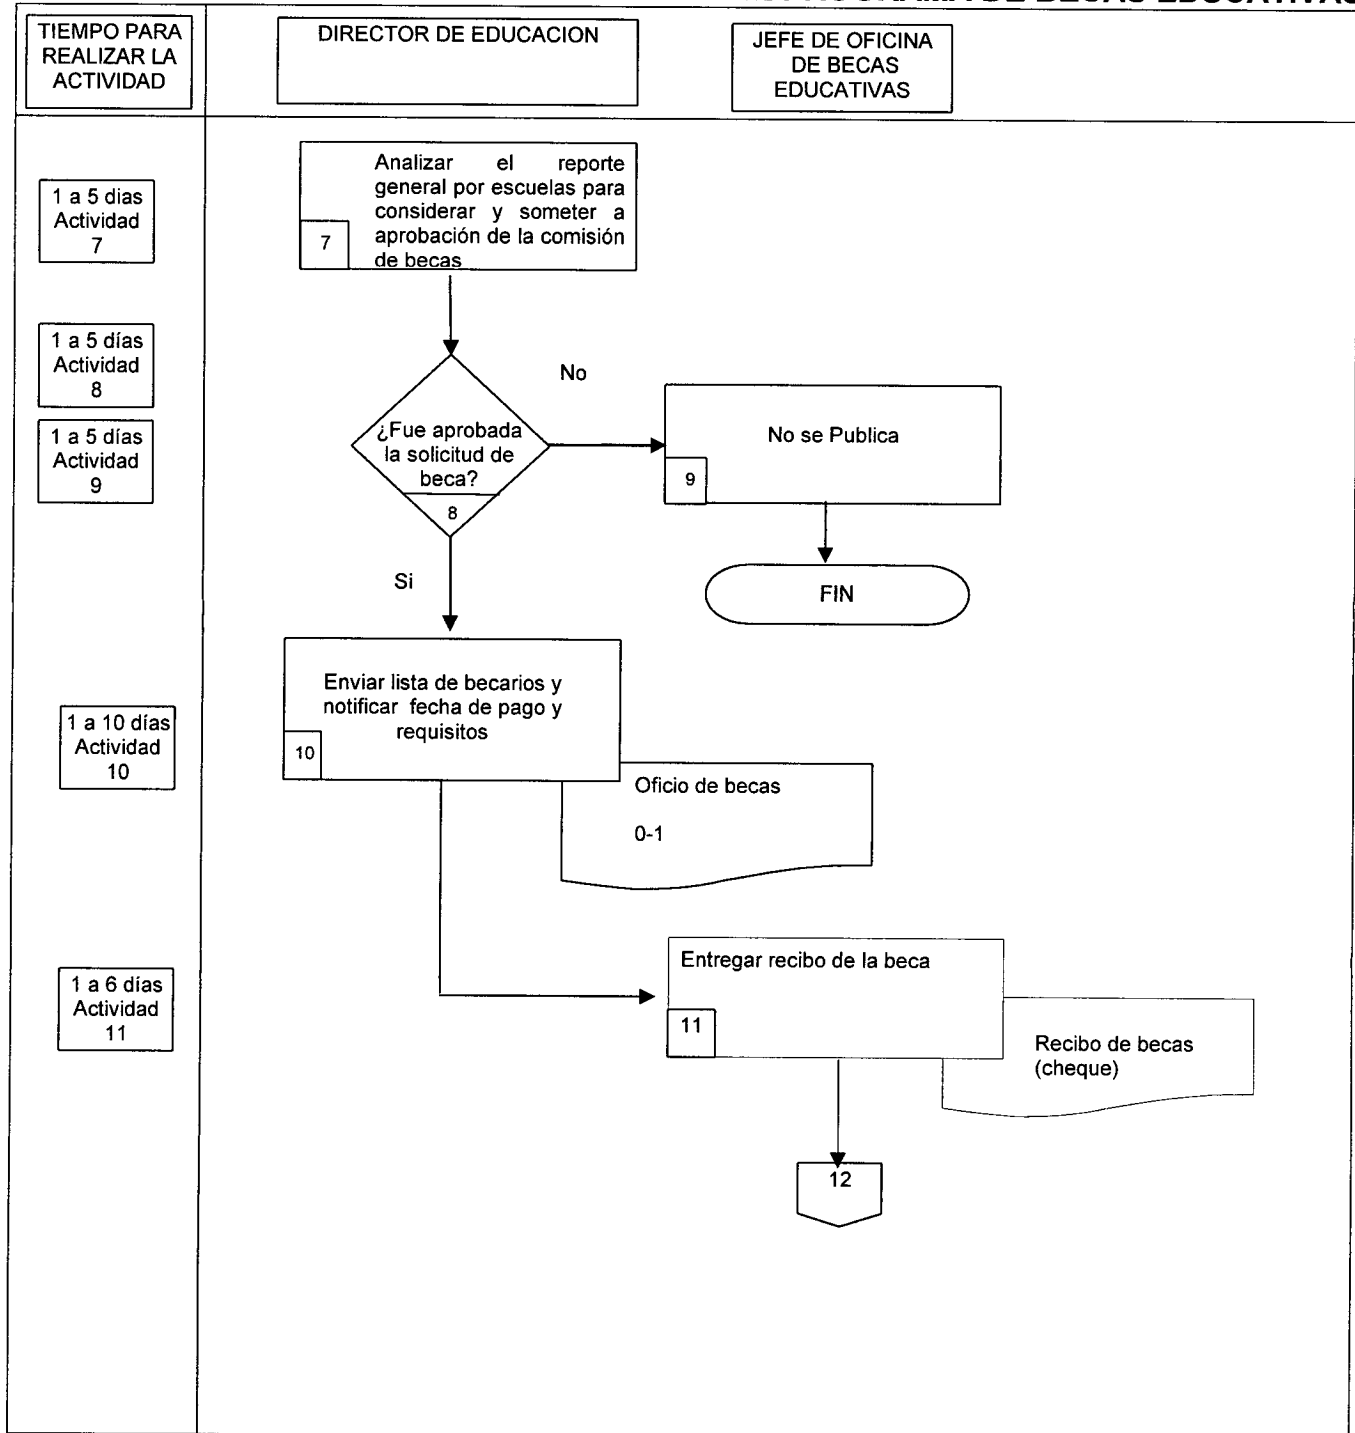 PROGRAMA DE BECAS EDUCATIVAS
TIEMPO PARA
REALIZAR LA
ACTIVIDAD
DIRECTOR DE EDUCACION
JEFE DE OFICINA
DE BECAS
EDUCATIVAS
1 a 5 dias
Actividad
7
Analizar el reporte
general por escuelas para
considerar y someter a
aprobación de la comisión
de becas
7
1 a 5 días
Actividad
8
No
¿Fue aprobada
la solicitud de
beca?
8
1 a 5 días
Actividad
9
No se Publica
9
Si
FIN
Enviar lista de becarios y
notificar fecha de pago y
requisitos
10
1 a 10 días
Actividad
10
Oficio de becas
0-1
Entregar recibo de la beca
11
1 a 6 días
Actividad
11
Recibo de becas
(cheque)
12